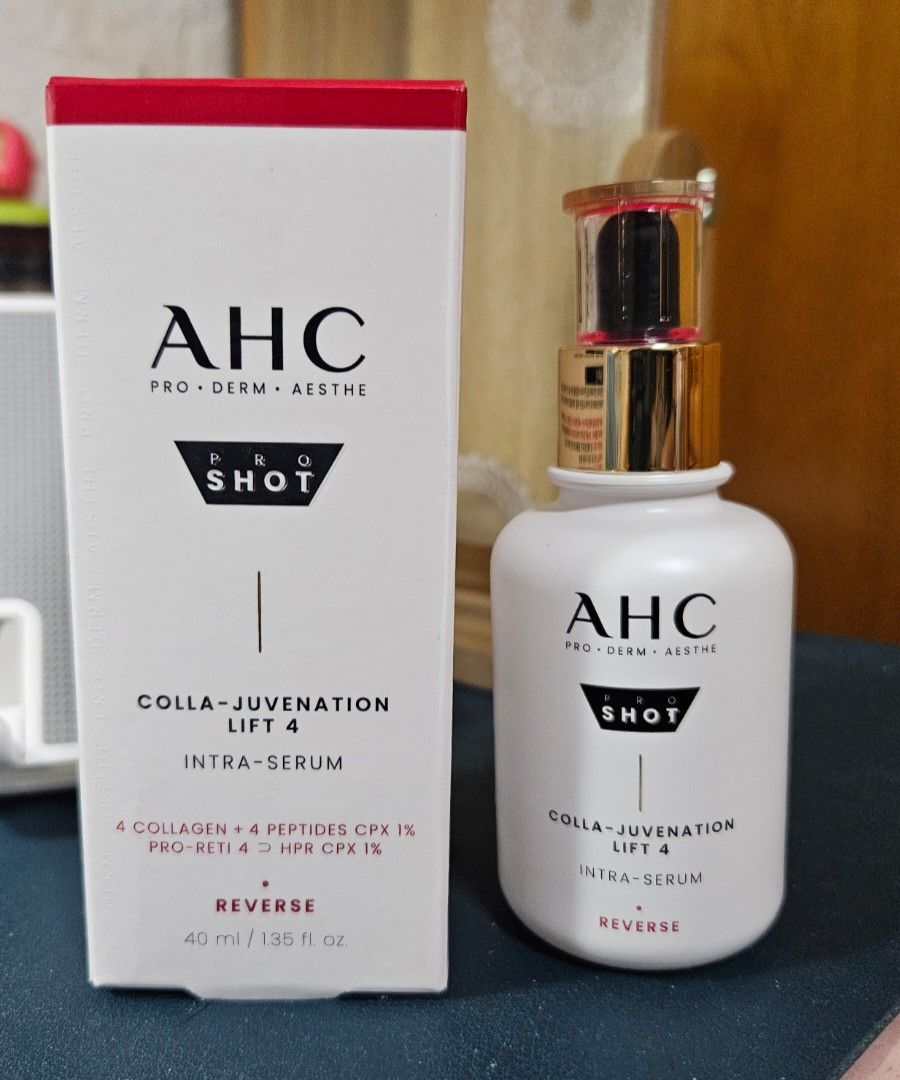 AHC
PRO • DERM • AESTHE
PRO
SHOT
COLLA-JUVENATION
LIFT 4
INTRA-SERUM
4 COLLAGEN + 4 PEPTIDES CPX 1%
PRO-RETI 4 ⊃ HPR CPX 1%
REVERSE
40 ml / 1.35 fl. oz.
AHC
PRO • DERM • AESTHE
PRO
SHOT
COLLA-JUVENATION
LIFT 4
INTRA-SERUM
REVERSE